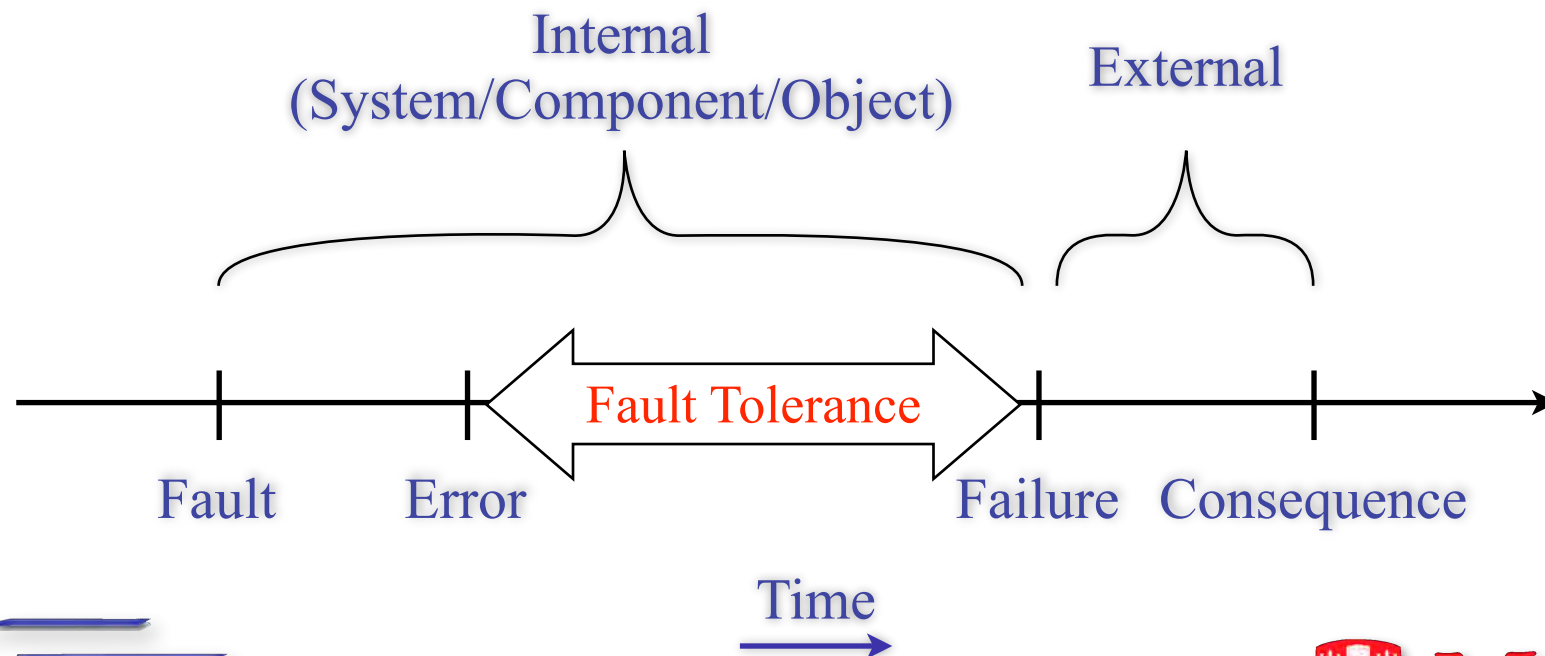 Internal
(System/Component/Object)
External
Fault Tolerance
Fault
Error
Failure
Consequence
Time